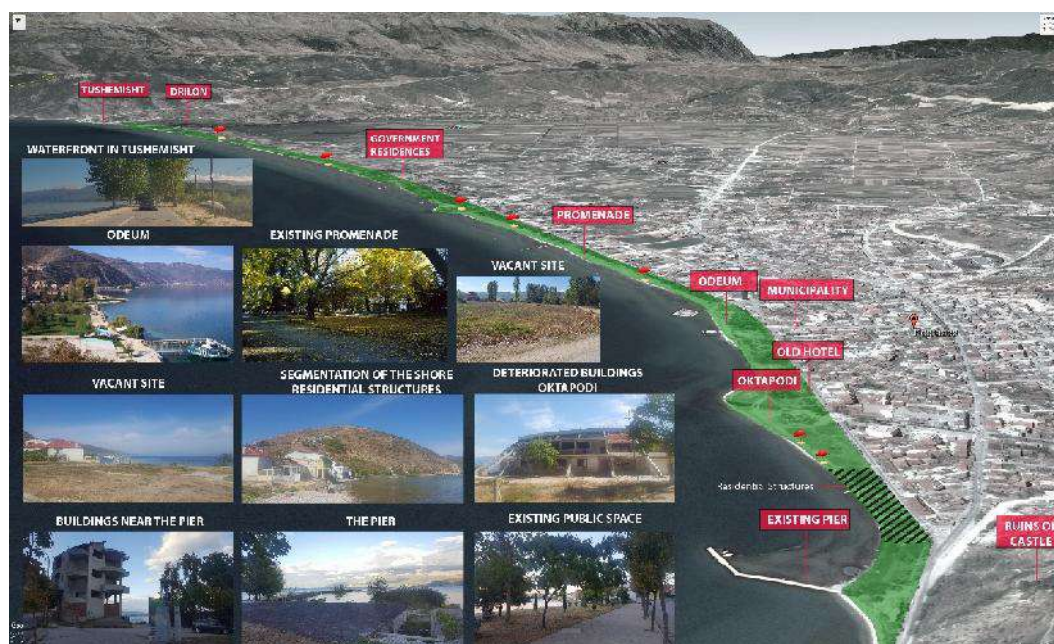 TUSHEMISHT
DRILON
WATERFRONT IN TUSHEMISHT
GOVERNMENT
RESIDENCES
ODEUM
EXISTING PROMENADE
PROMENADE
VACANT SITE
ODEUM
MUNICIPALITY
OLD HOTEL
VACANT SITE
SEGMENTATION OF THE SHORE
RESIDENTIAL STRUCTURES
DETERIORATED BUILDINGS
OKTAPODI
OKTAPODI
Residential Structures
BUILDINGS NEAR THE PIER
THE PIER
EXISTING PUBLIC SPACE
EXISTING PIER
RUINS OF
CASTLE